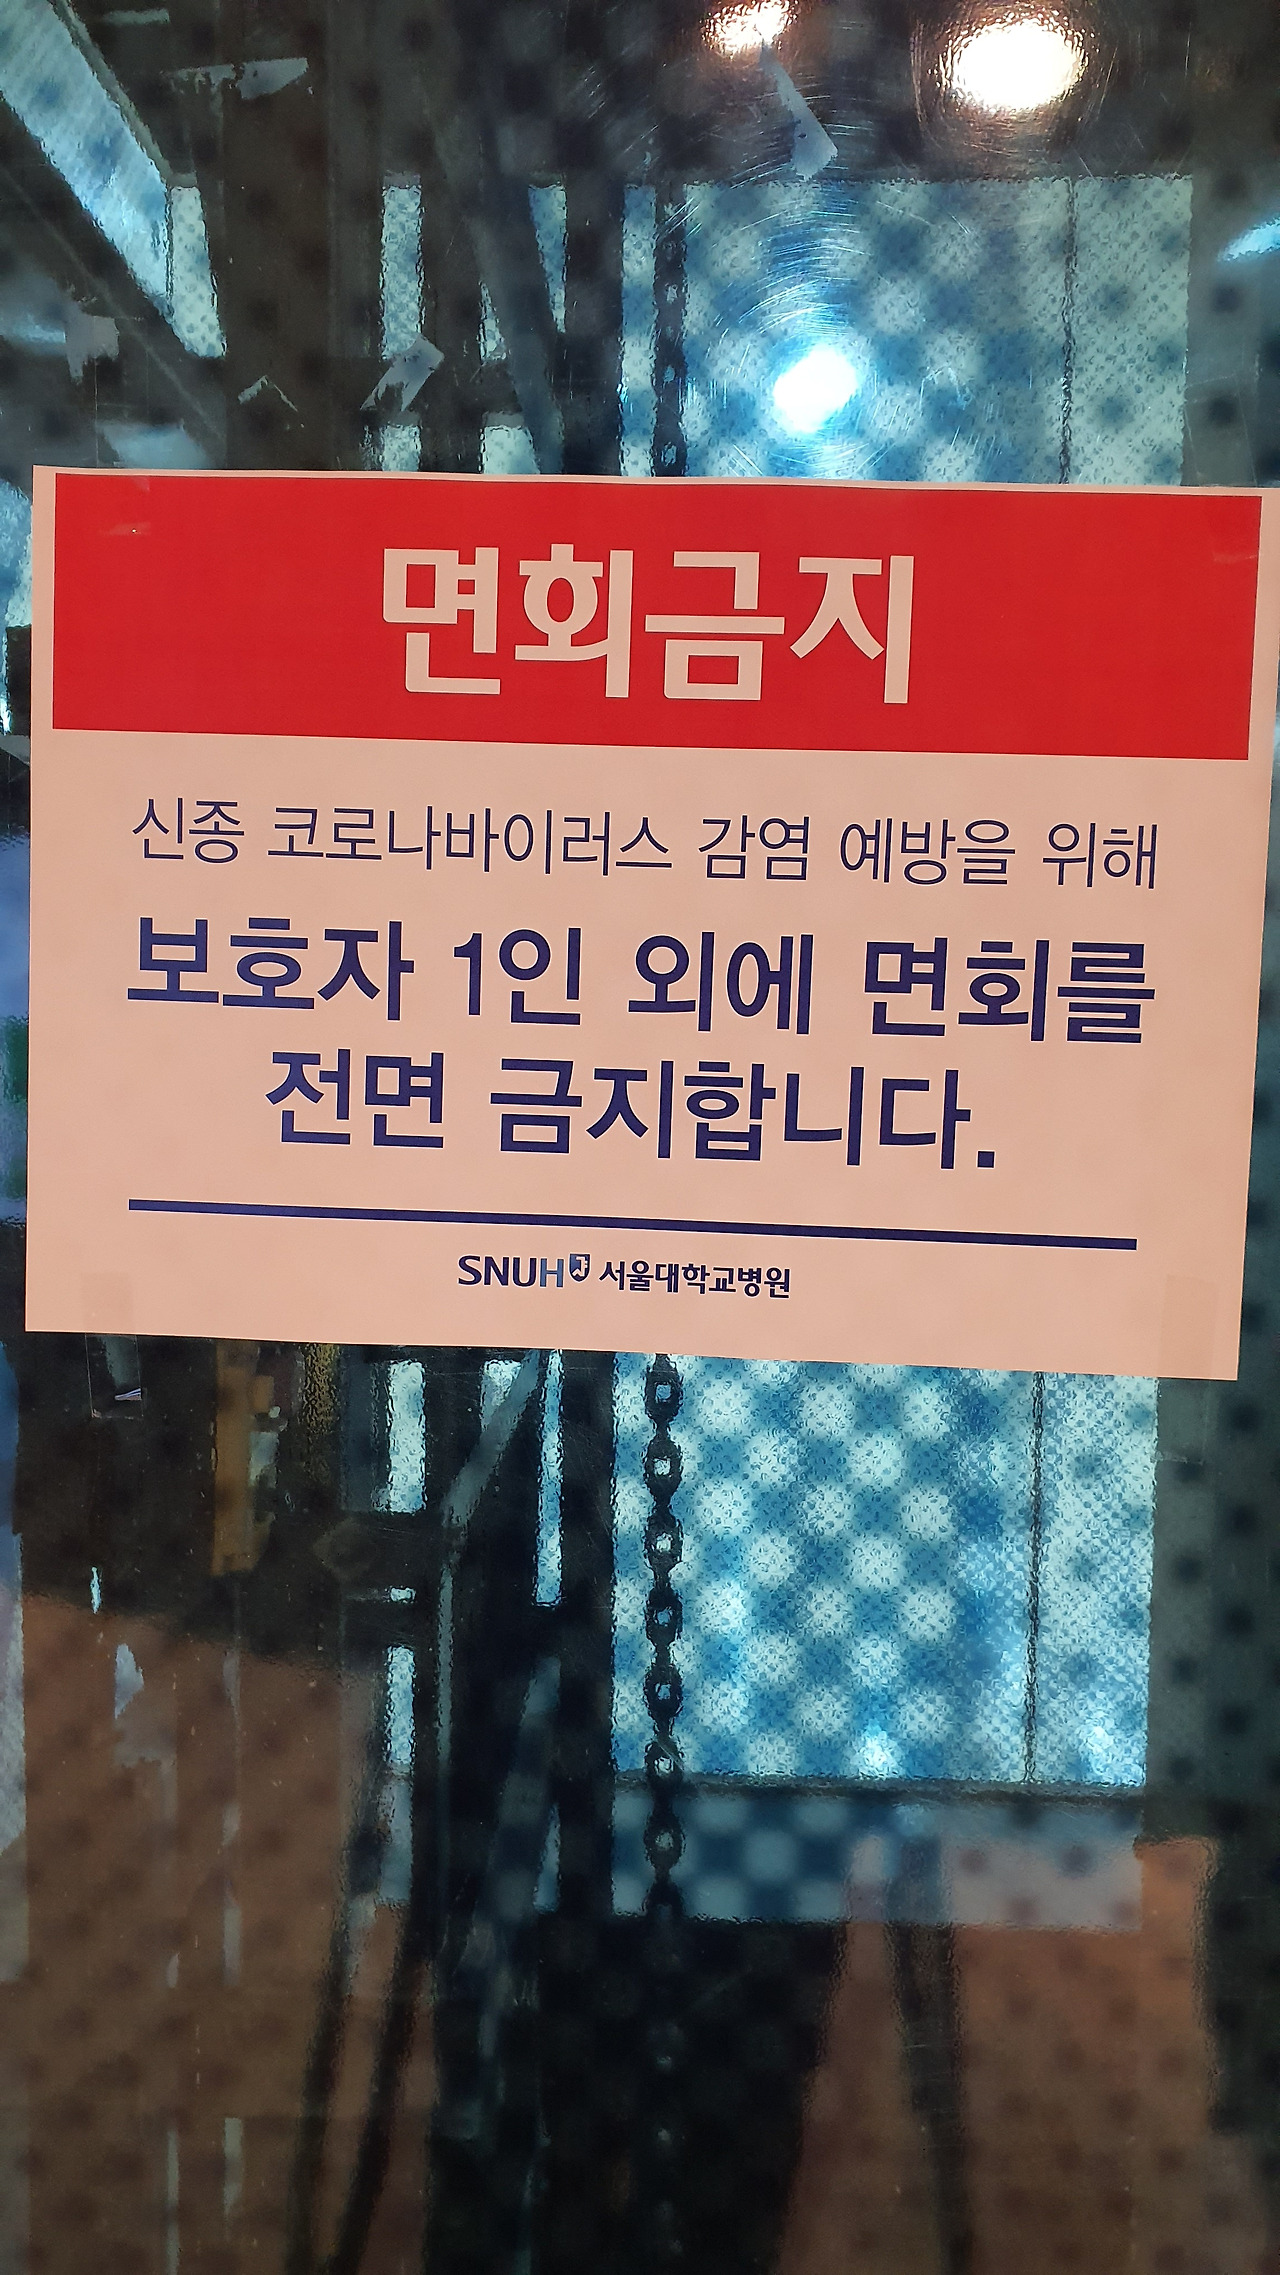 면회금지
신종 코로나바이러스 감염 예방을 위해
보호자 1인 외에 면회를
전면 금지합니다.
SNUH 서울대학교병원